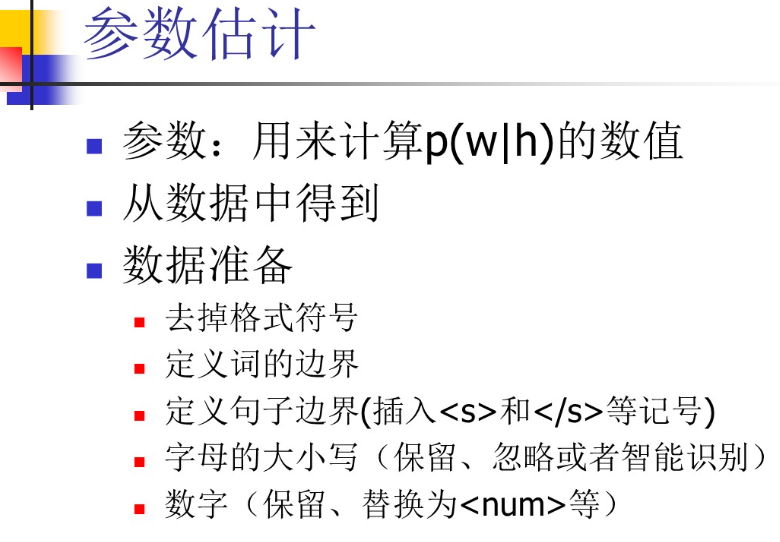 参数估计
参数：用来计算p(w|h)的数值
从数据中得到
数据准备
去掉格式符号
定义词的边界
定义句子边界(插入<s>和</s>等记号)
字母的大小写（保留、忽略或者智能识别）
数字（保留、替换为<num>等）